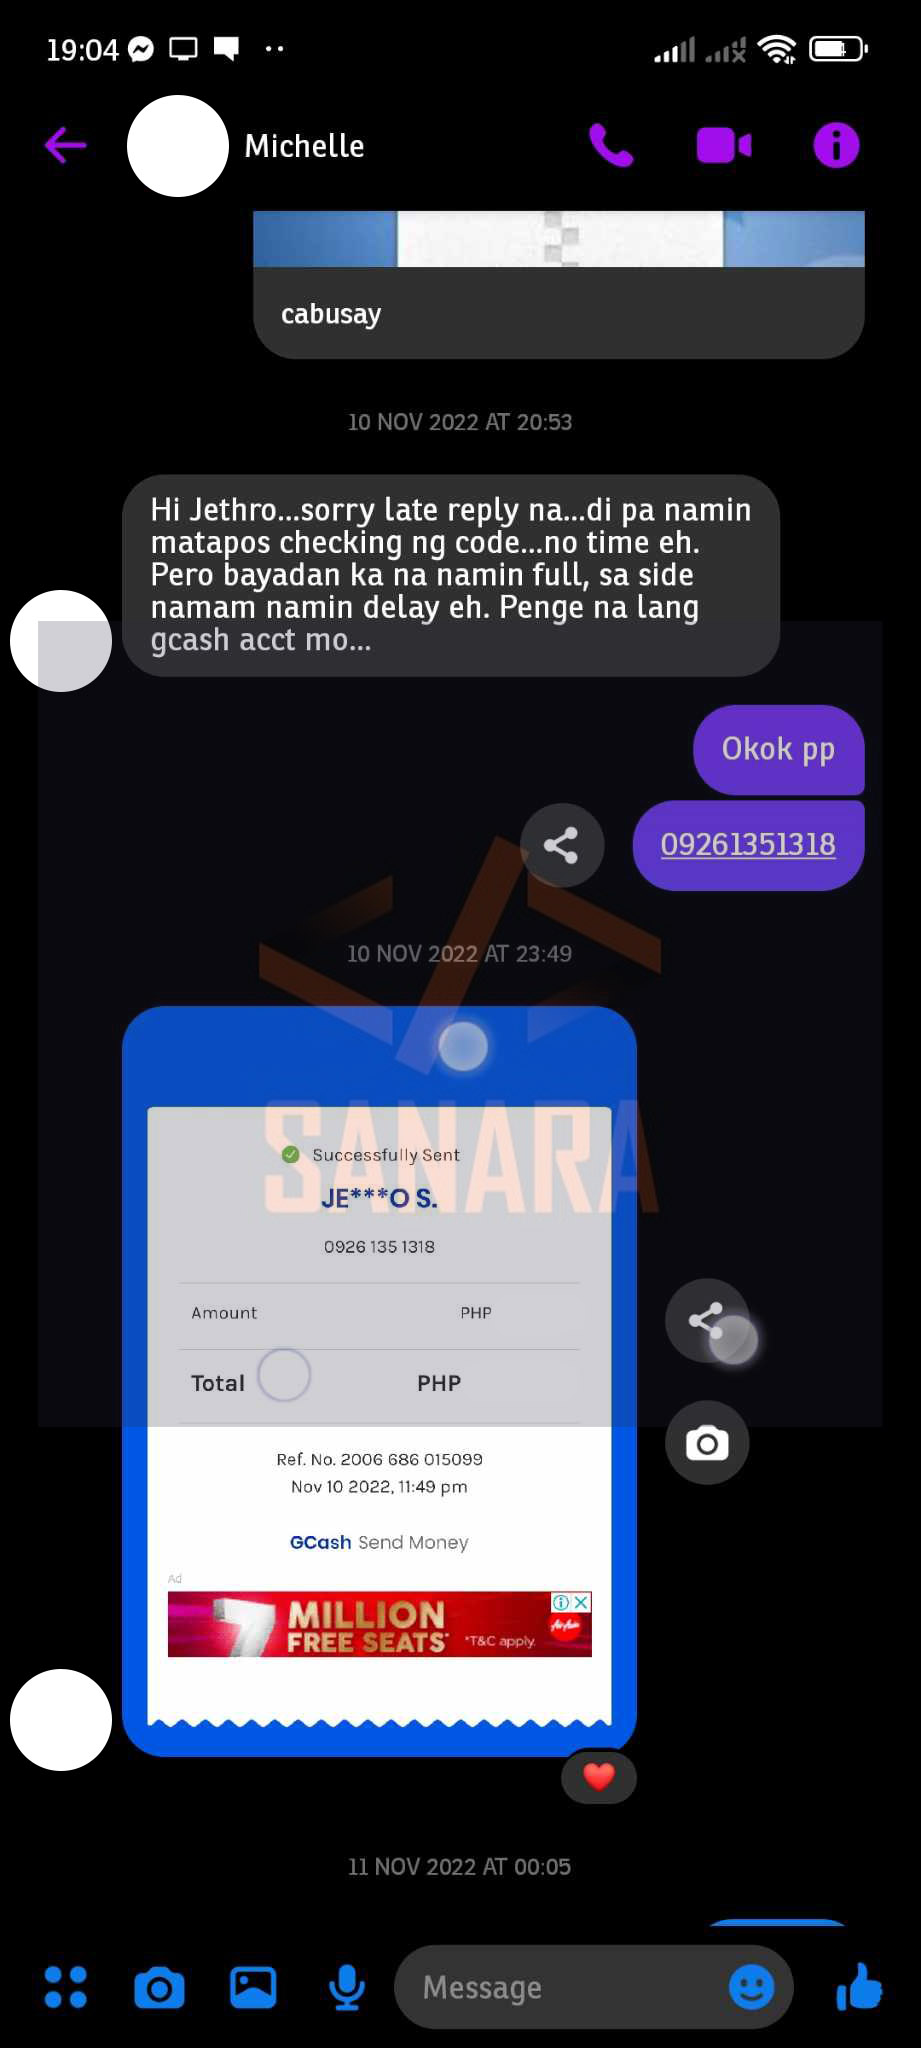 19:04
Michelle
cabusay
10 NOV 2022 AT 20:53
Hi Jethro...sorry late reply na...di pa namin
matapos checking ng code...no time eh.
Pero bayadan ka na namin full, sa side
namam namin delay eh. Penge na lang
gcash acct mo...
Okok pp
09261351318
10 NOV 2022 AT 23:49
SANARA
Successfully Sent
JE***O S.
0926 135 1318
Amount PHP
Total PHP
Ref. No. 2006 686 015099
Nov 10 2022, 11:49 pm
GCash Send Money
Ad
7 MILLION
FREE SEATS* *T&C apply.
AirAsia
11 NOV 2022 AT 00:05
Message